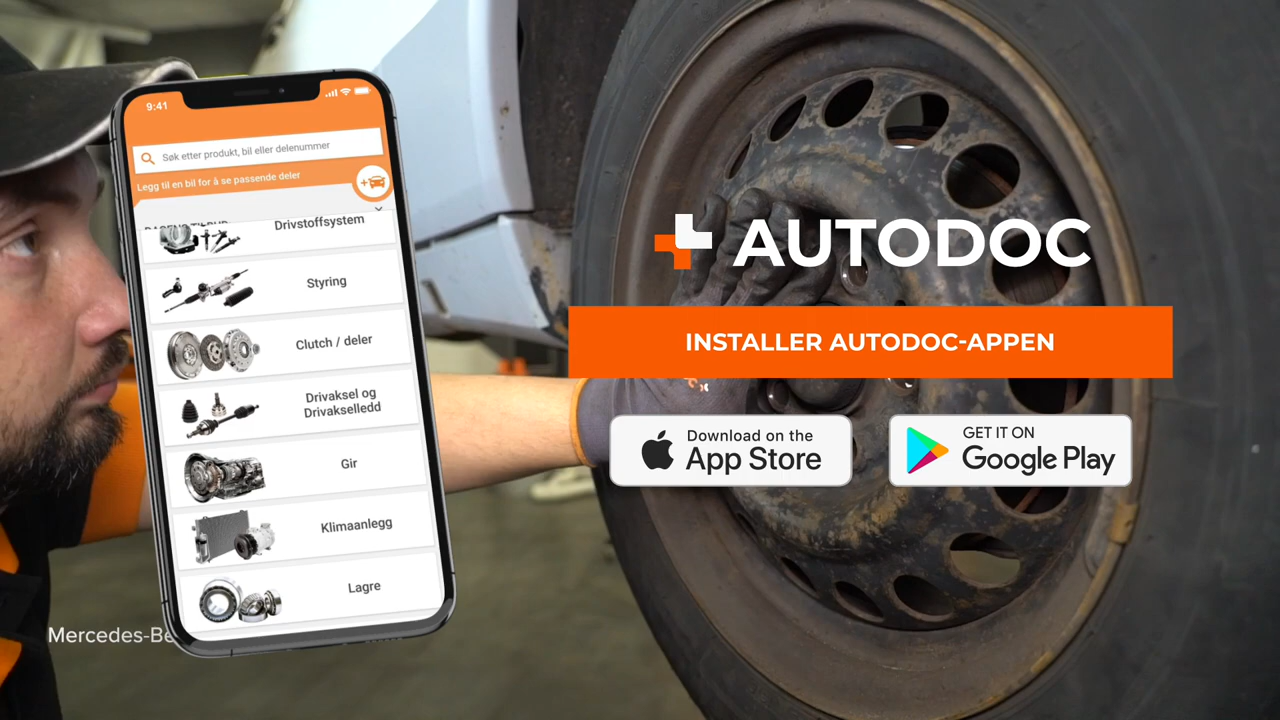 9:41
Søk etter produkt, bil eller delenummer
Legg til en bil for å se passende deler
Drivstoffsystem
Styring
Clutch / deler
Drivaksel og
Drivakselledd
Gir
Klimaanlegg
Lagre
AUTODOC
INSTALLER AUTODOC-APPEN
Download on the
App Store
GET IT ON
Google Play